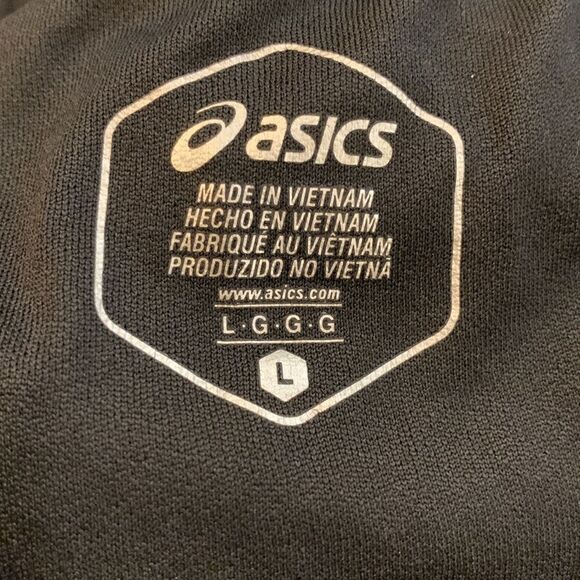 asics
MADE IN VIETNAM
HECHO EN VIETNAM
FABRIQUÉ AU VIÊTNAM
PRODUZIDO NO VIETNÃ
www.asics.com
L·G·G·G
L